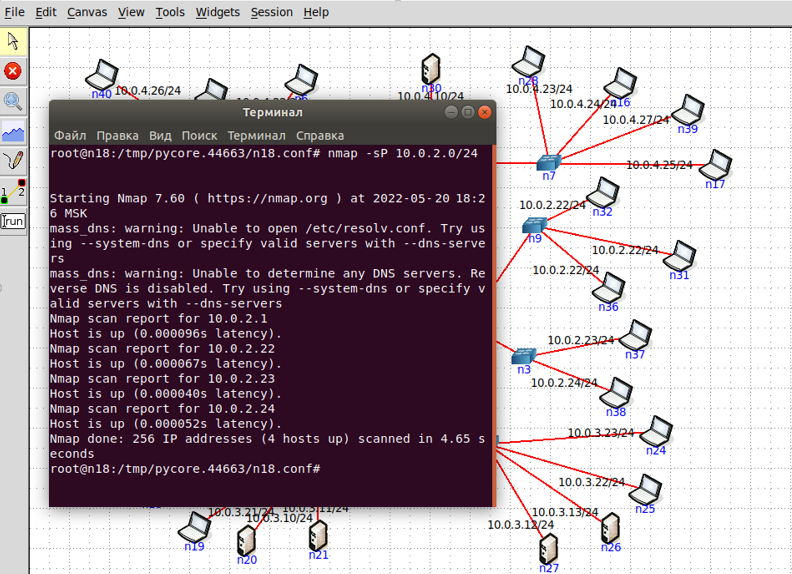 File Edit Canvas View Tools Widgets Session Help
n40
10.0.4.26/24
n30
10.0.4.10/24
10.0.4.23/24
10.0.4.24/24
n16
10.0.4.27/24
n39
10.0.4.25/24
n17
n7
Терминал
Файл Правка Вид Поиск Терминал Справка
root@n18:/tmp/pycore.44663/n18.conf# nmap -sP 10.0.2.0/24
Starting Nmap 7.60 ( https://nmap.org ) at 2022-05-20 18:2
6 MSK
mass_dns: warning: Unable to open /etc/resolv.conf. Try us
ing --system-dns or specify valid servers with --dns-serve
rs
mass_dns: warning: Unable to determine any DNS servers. Re
verse DNS is disabled. Try using --system-dns or specify v
alid servers with --dns-servers
Nmap scan report for 10.0.2.1
Host is up (0.000096s latency).
Nmap scan report for 10.0.2.22
Host is up (0.000067s latency).
Nmap scan report for 10.0.2.23
Host is up (0.000040s latency).
Nmap scan report for 10.0.2.24
Host is up (0.000052s latency).
Nmap done: 256 IP addresses (4 hosts up) scanned in 4.65 s
econds
root@n18:/tmp/pycore.44663/n18.conf#
10.0.2.22/24
n32
n9
10.0.2.22/24
n31
10.0.2.22/24
n36
10.0.2.23/24
n37
n3
10.0.2.24/24
n38
10.0.3.23/24
n24
10.0.3.22/24
n25
10.0.3.13/24
10.0.3.12/24
n26
n27
10.0.3.21/24
10.0.3.11/24
10.0.3.10/24
n19
n20
n21
1 2
run